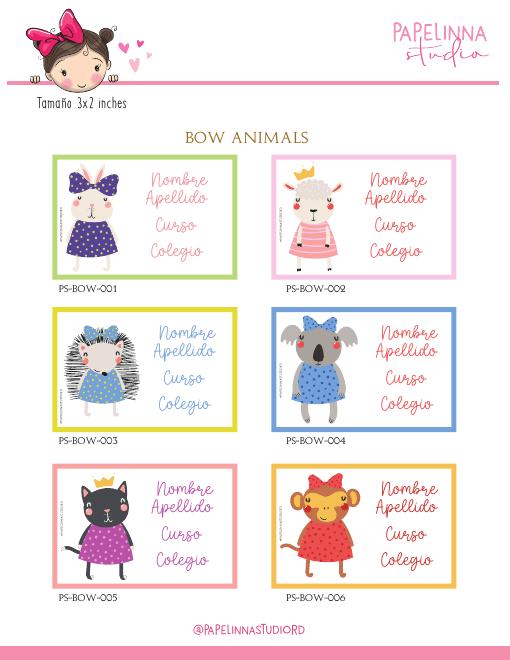 PAPELINNA
studio
Tamaño 3x2 inches
BOW ANIMALS
Nombre
Apellido
Curso
Colegio
PS-BOW-001
Nombre
Apellido
Curso
Colegio
PS-BOW-002
Nombre
Apellido
Curso
Colegio
PS-BOW-003
Nombre
Apellido
Curso
Colegio
PS-BOW-004
Nombre
Apellido
Curso
Colegio
PS-BOW-005
Nombre
Apellido
Curso
Colegio
PS-BOW-006
@PAPELINNASTUDIORD